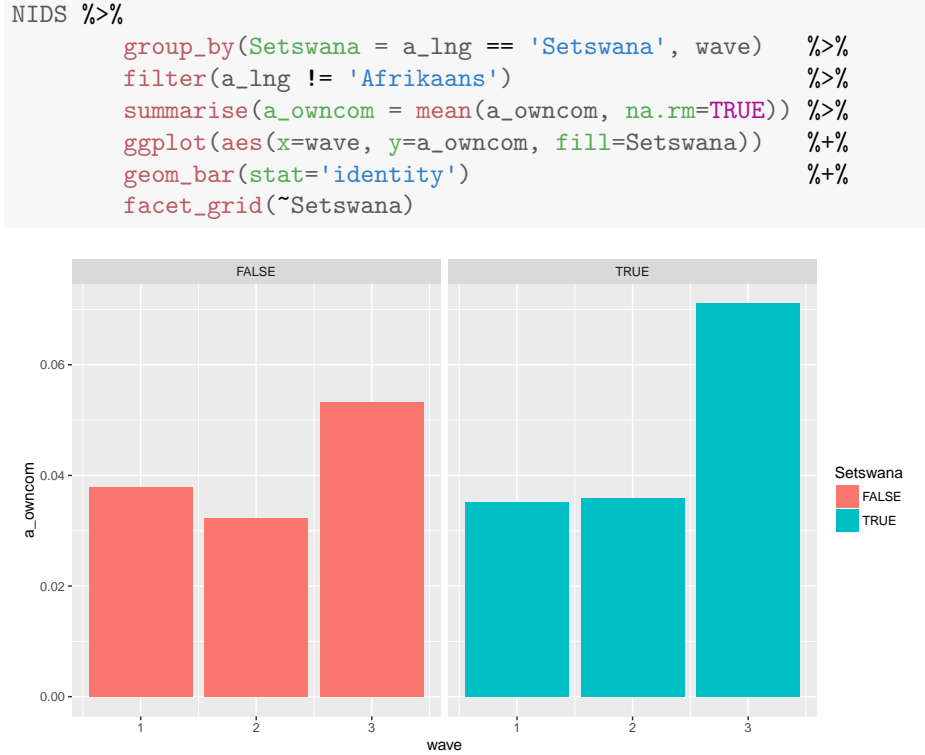 NIDS %>%
group_by(Setswana = a_lng == 'Setswana', wave) %>%
filter(a_lng != 'Afrikaans') %>%
summarise(a_owncom = mean(a_owncom, na.rm=TRUE)) %>%
ggplot(aes(x=wave, y=a_owncom, fill=Setswana)) %+%
geom_bar(stat='identity') %+%
facet_grid(~Setswana)
FALSE TRUE
0.06
0.04
0.02
0.00
a_owncom
1 2 3 1 2 3
wave
Setswana
FALSE
TRUE